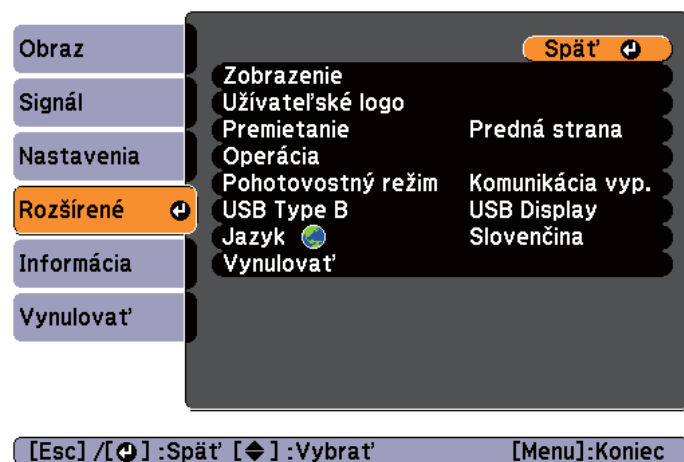 Obraz
Signál
Nastavenia
Rozšírené
Informácia
Vynulovať
Späť
Zobrazenie
Užívateľské logo
Premietanie Predná strana
Operácia
Pohotovostný režim Komunikácia vyp.
USB Type B USB Display
Jazyk Slovenčina
Vynulovať
[Esc] /[ ] :Späť [ ] :Vybrať [Menu]:Koniec